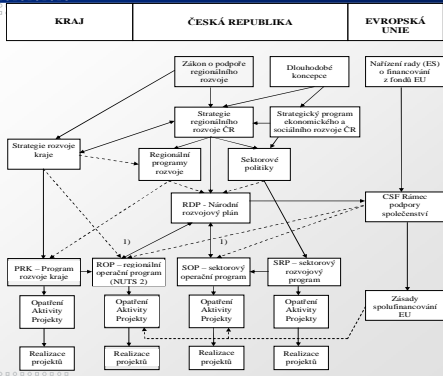 KRAJ
ČESKÁ REPUBLIKA
EVROPSKÁ
UNIE
Zákon o podpoře
regionálního
rozvoje
Dlouhodobé
koncepce
Nařízení rady (ES)
o financování
z fondů EU
Strategie
regionálního
rozvoje ČR
Strategický program
ekonomického a
sociálního rozvoje ČR
Strategie rozvoje
kraje
Regionální
programy
rozvoje
Sektorové
politiky
RDP - Národní
rozvojový plán
CSF Rámec
podpory
společenství
1)
1)
PRK – Program
rozvoje kraje
ROP – regionální
operační program
(NUTS 2)
SOP – sektorový
operační program
SRP – sektorový
rozvojový
program
Opatření
Aktivity
Projekty
Opatření
Aktivity
Projekty
Opatření
Aktivity
Projekty
Opatření
Aktivity
Projekty
Zásady
spolufinancování
EU
Realizace
projektů
Realizace
projektů
Realizace
projektů
Realizace
projektů